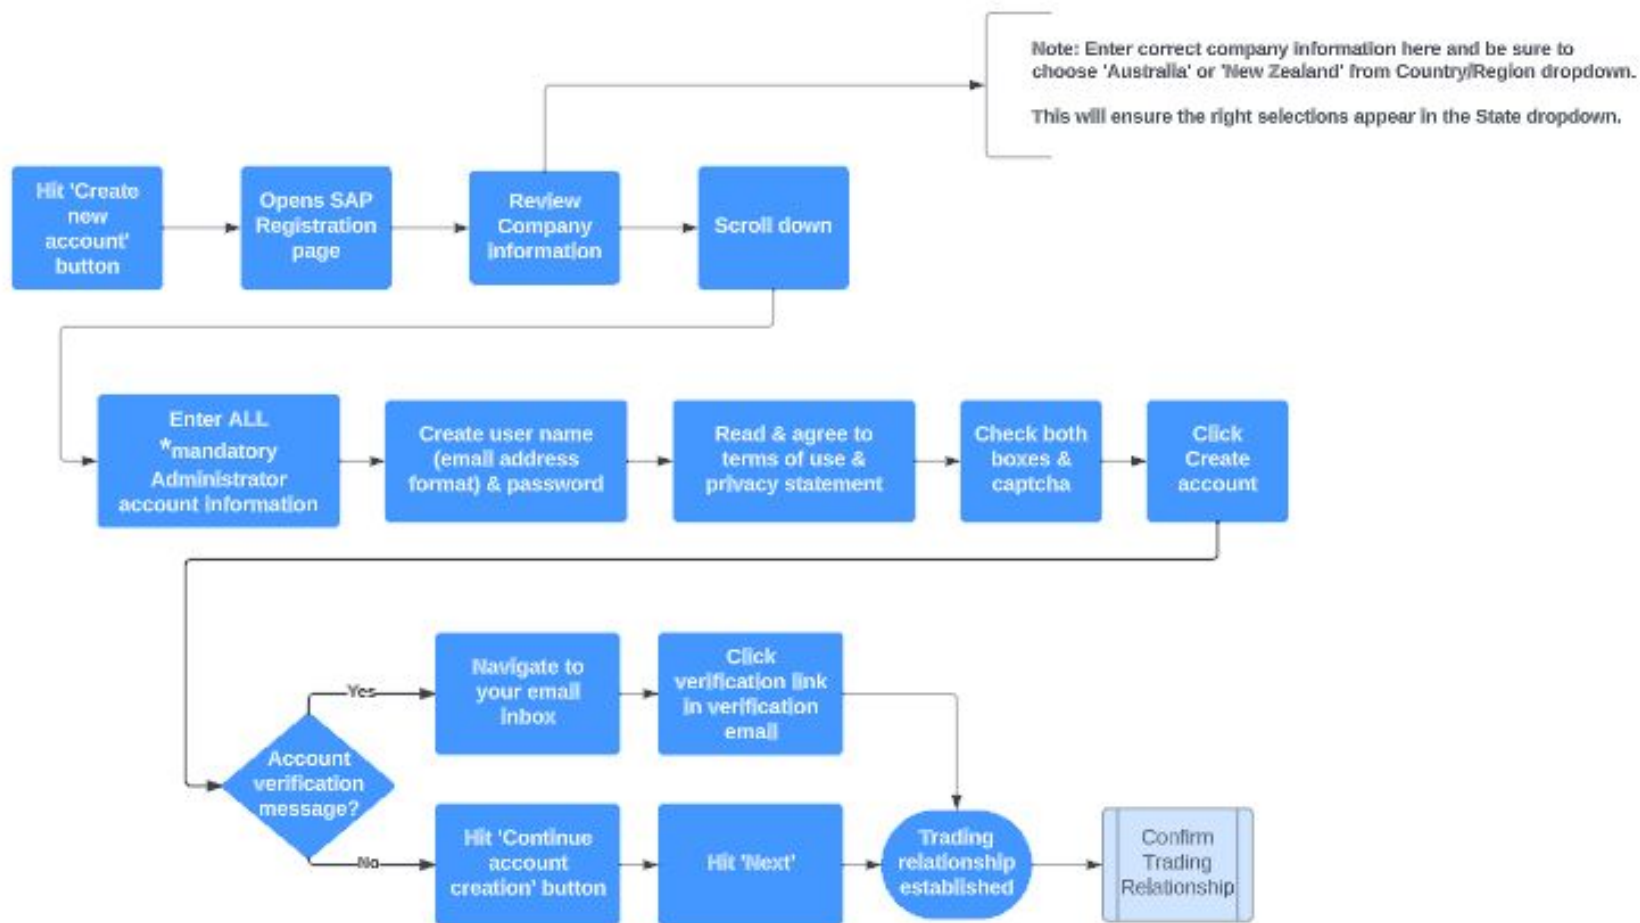 Note: Enter correct company information here and be sure to
choose 'Australia' or 'New Zealand' from Country/Region dropdown.
This will ensure the right selections appear in the State dropdown.
Hit 'Create
new
account'
button
Opens SAP
Registration
page
Review
Company
information
Scroll down
Enter ALL
*mandatory
Administrator
account information
Create user name
(email address
format) & password
Read & agree to
terms of use &
privacy statement
Check both
boxes &
captcha
Click
Create
account
Account
verification
message?
Yes
Navigate to
your email
inbox
Click
verification link
in verification
email
No
Hit 'Continue
account
creation' button
Hit 'Next'
Trading
relationship
established
Confirm
Trading
Relationship